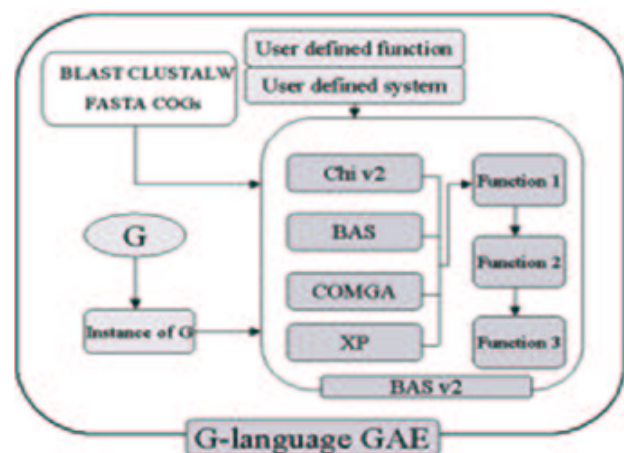 User defined function
User defined system
BLAST CLUSTALW
FASTA COGs
Chi v2
BAS
COMGA
XP
Function 1
Function 2
Function 3
G
Instance of G
BAS v2
G-language GAE